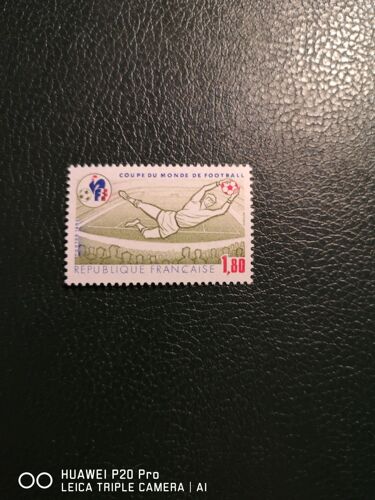 COUPE DU MONDE DE FOOTBALL
REPUBLIQUE FRANÇAISE
1,80
HUAWEI P20 Pro
LEICA TRIPLE CAMERA | AI